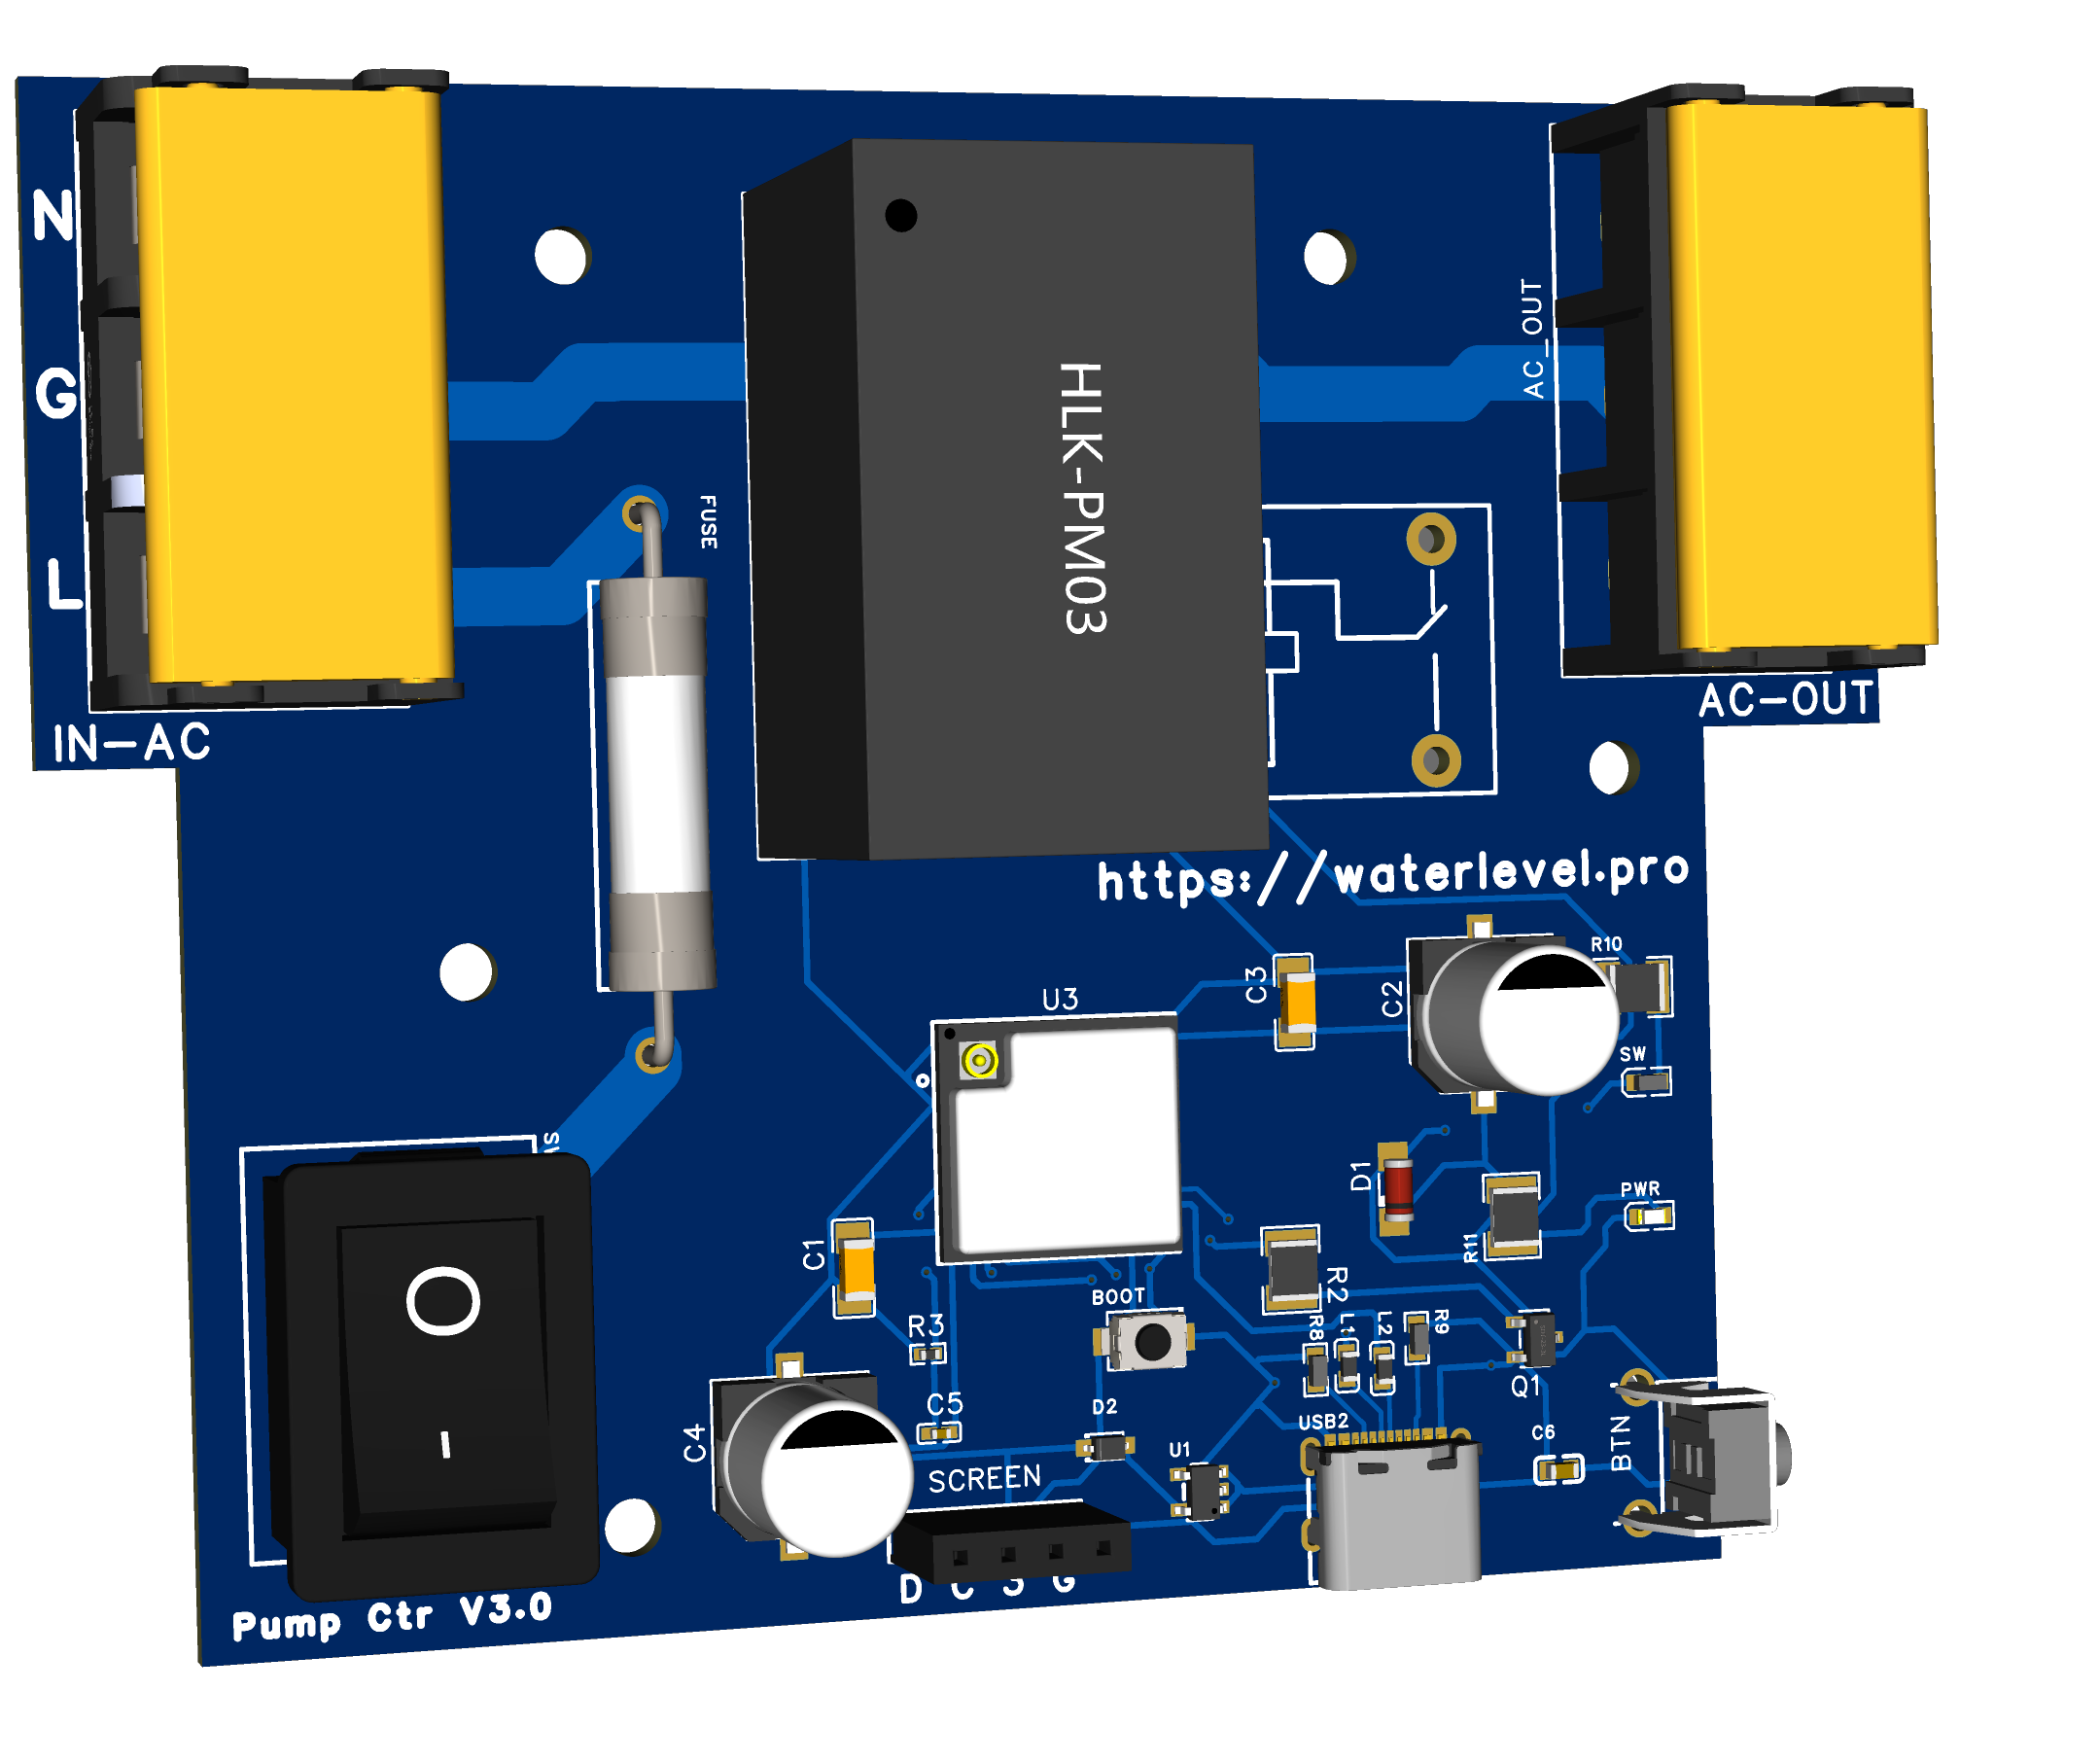 N
G
L
IN-AC
FUSE
HLK-PM03
AC_OUT
AC-OUT
https://waterlevel.pro
R10
C3
C2
U3
SW
D1
PWR
R11
C1
R2
BOOT
R3
R8
L1
L2
R9
Q1
C5
D2
USB2
C4
U1
C6
BTN
SCREEN
D C 3 G
O
I
Pump Ctr V3.0